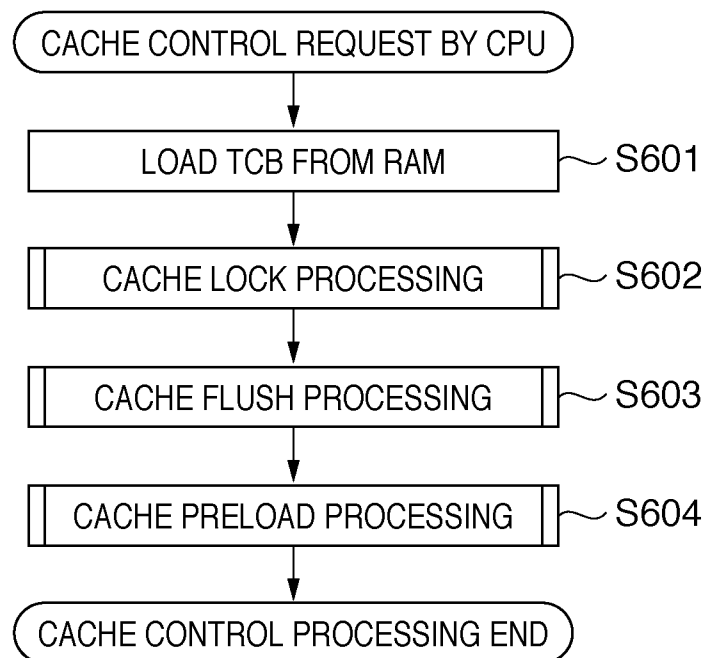 CACHE CONTROL REQUEST BY CPU
LOAD TCB FROM RAM
S601
CACHE LOCK PROCESSING
S602
CACHE FLUSH PROCESSING
S603
CACHE PRELOAD PROCESSING
S604
CACHE CONTROL PROCESSING END